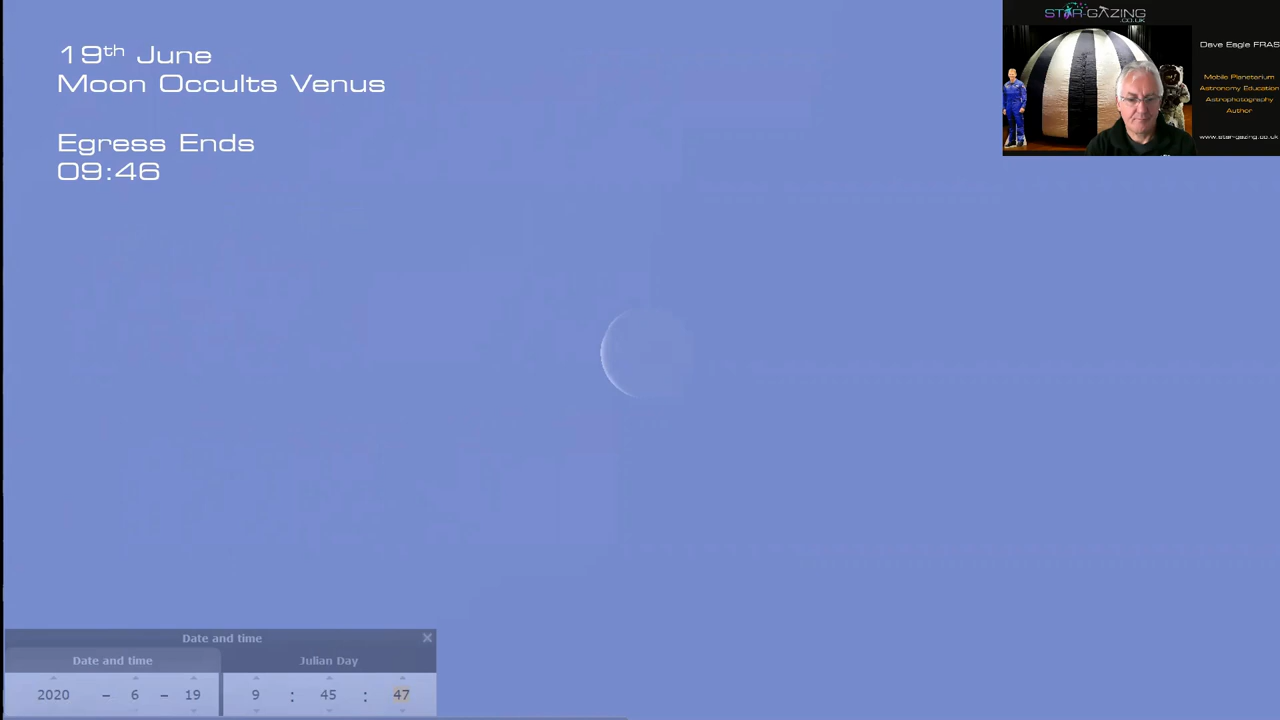 19th June
Moon Occults Venus
Egress Ends
09:46
STAR-GAZING
.CO.UK
Dave Eagle FRAS
Mobile Planetarium
Astronomy Education
Astrophotography
Author
www.star-gazing.co.uk
Date and time
Date and time Julian Day
2020 - 6 - 19 9 : 45 : 47